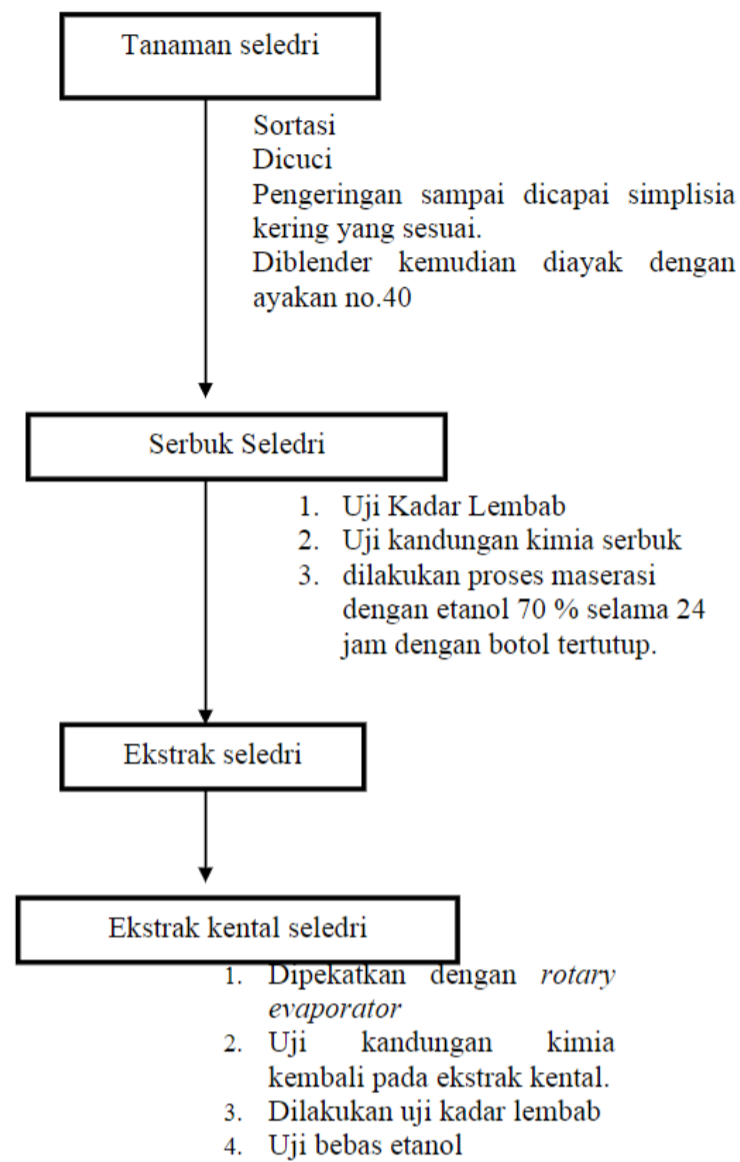 Tanaman seledri
Sortasi
Dicuci
Pengeringan sampai dicapai simplisia
kering yang sesuai.
Diblender kemudian diayak dengan
ayakan no.40
Serbuk Seledri
1. Uji Kadar Lembab
2. Uji kandungan kimia serbuk
3. dilakukan proses maserasi
dengan etanol 70 % selama 24
jam dengan botol tertutup.
Ekstrak seledri
Ekstrak kental seledri
1. Dipekatkan dengan rotary
evaporator
2. Uji kandungan kimia
kembali pada ekstrak kental.
3. Dilakukan uji kadar lembab
4. Uji bebas etanol